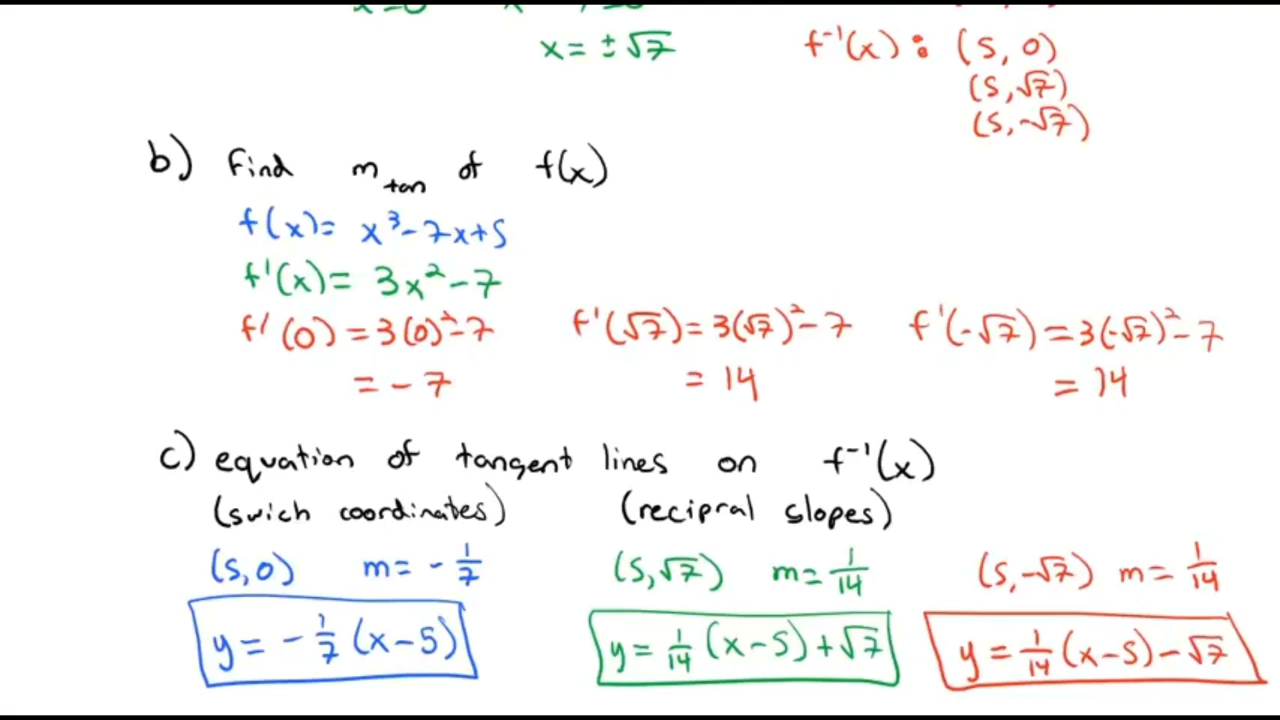 x = ±√7
f⁻¹(x) : (5, 0)
(5, √7)
(5, -√7)
b) Find m_tan of f(x)
f(x) = x³ - 7x + 5
f'(x) = 3x² - 7
f'(0) = 3(0)² - 7
= -7
f'(√7) = 3(√7)² - 7
= 14
f'(-√7) = 3(-√7)² - 7
= 14
c) equation of tangent lines on f⁻¹(x)
(swich coordinates) (recipral slopes)
(5, 0) m = -1/7
y = -1/7 (x - 5)
(5, √7) m = 1/14
y = 1/14 (x - 5) + √7
(5, -√7) m = 1/14
y = 1/14 (x - 5) - √7